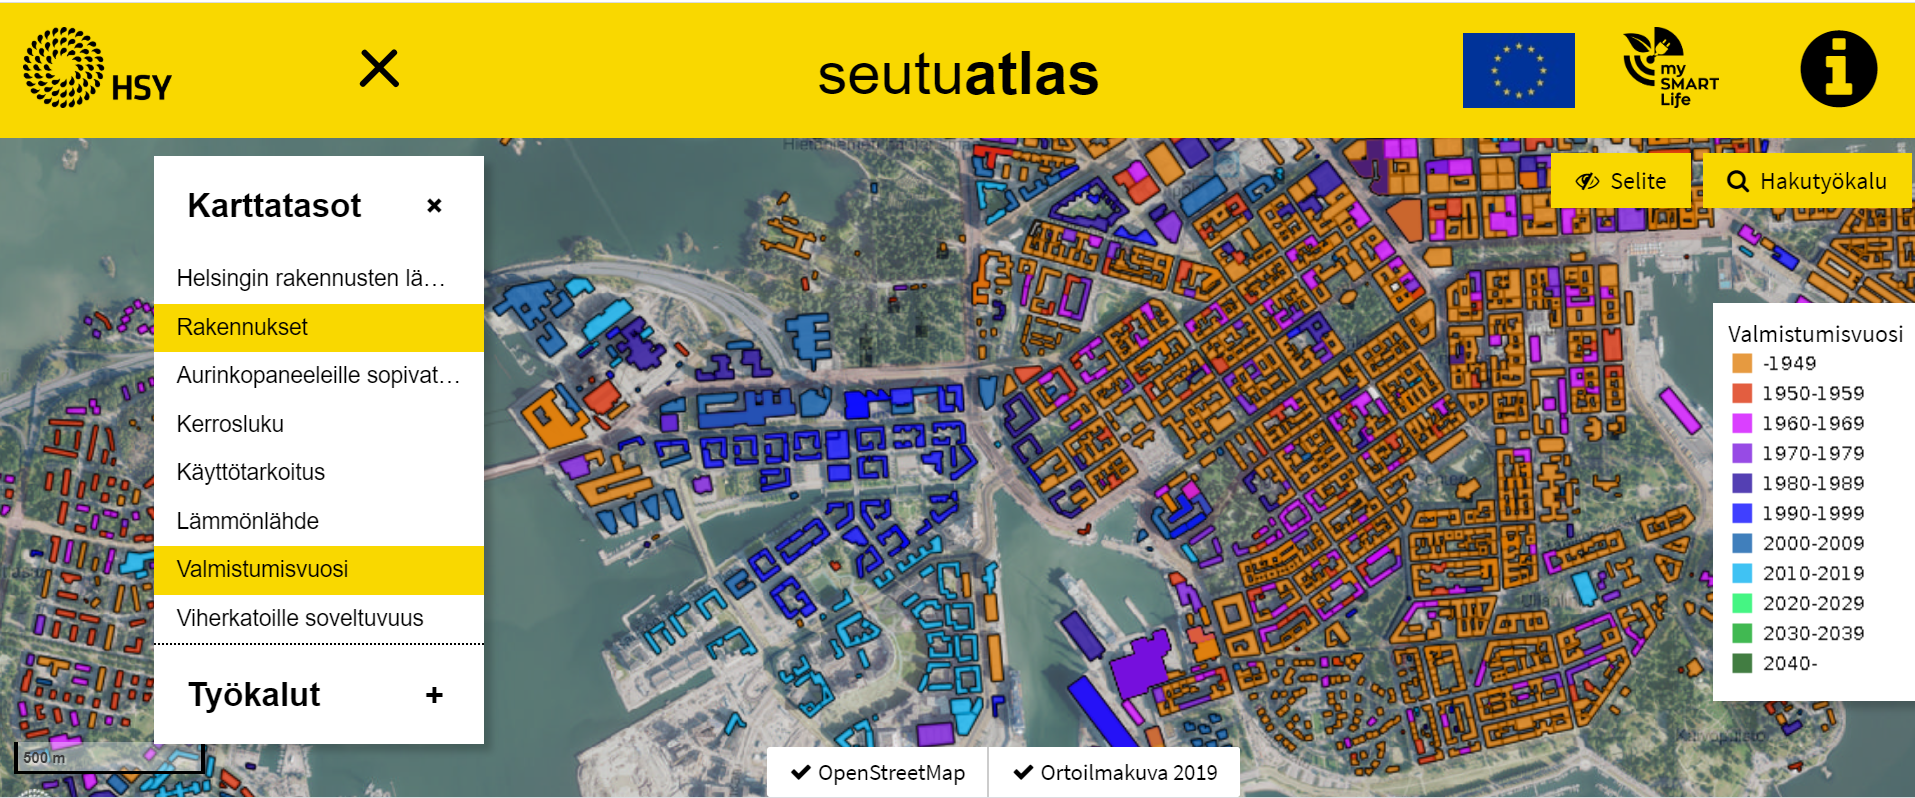 HSY
seutuatlas
my
SMART
Life
Karttatasot
Helsingin rakennusten lä...
Rakennukset
Aurinkopaneeleille sopivat...
Kerrosluku
Käyttötarkoitus
Lämmönlähde
Valmistumisvuosi
Viherkatoille soveltuvuus
Työkalut
500 m
Selite
Hakutyökalu
Valmistumisvuosi
-1949
1950-1959
1960-1969
1970-1979
1980-1989
1990-1999
2000-2009
2010-2019
2020-2029
2030-2039
2040-
OpenStreetMap
Ortoilmakuva 2019